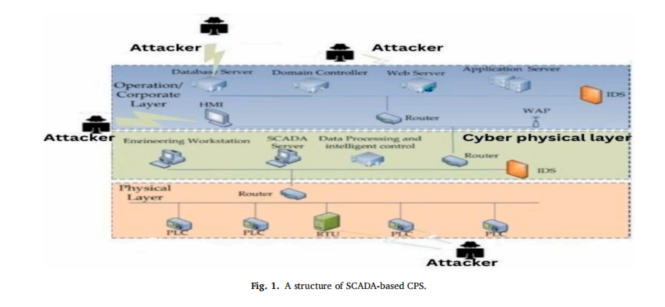 Attacker
Attacker
Database/Server Domain Controller Web Server Application Server
Operation/
Corporate
Layer
HMI
IDS
WAP
Router
Attacker
Cyber physical layer
Engineering Workstation
SCADA
Server
Data Processing and
intelligent control
Router
IDS
Physical
Layer
Router
PLC PLC RTU PLC PLC
Attacker
Fig. 1. A structure of SCADA-based CPS.